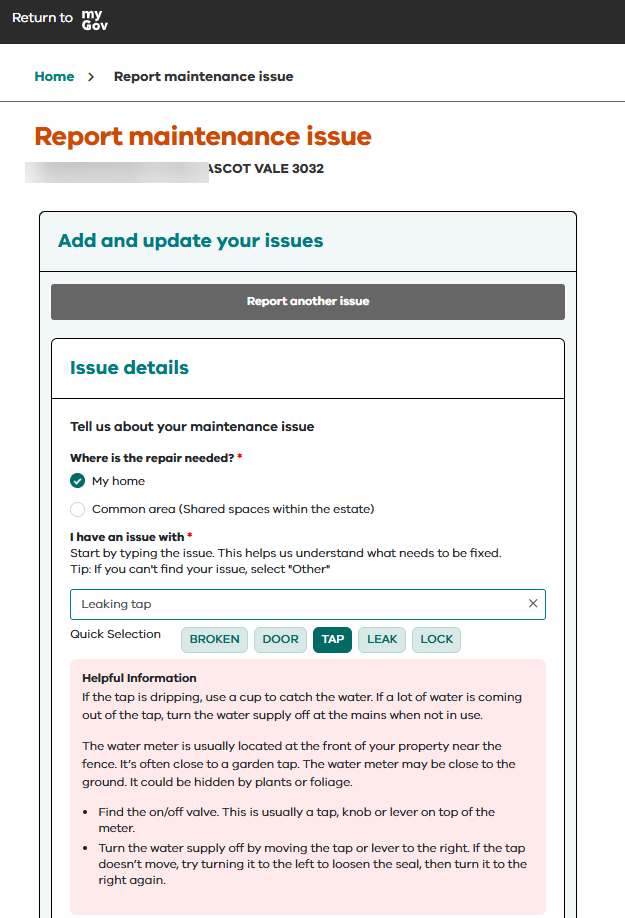 Return to my Gov
Home > Report maintenance issue
Report maintenance issue
VALE 3032
Add and update your issues
Report another issue
Issue details
Tell us about your maintenance issue
Where is the repair needed? *
My home
Common area (Shared spaces within the estate)
I have an issue with *
Start by typing the issue. This helps us understand what needs to be fixed.
Tip: If you can't find your issue, select "Other"
Leaking tap
Quick Selection BROKEN DOOR TAP LEAK LOCK
Helpful Information
If the tap is dripping, use a cup to catch the water. If a lot of water is coming
out of the tap, turn the water supply off at the mains when not in use.
The water meter is usually located at the front of your property near the
fence. It's often close to a garden tap. The water meter may be close to the
ground. It could be hidden by plants or foliage.
• Find the on/off valve. This is usually a tap, knob or lever on top of the
meter.
• Turn the water supply off by moving the tap or lever to the right. If the tap
doesn't move, try turning it to the left to loosen the seal, then turn it to the
right again.